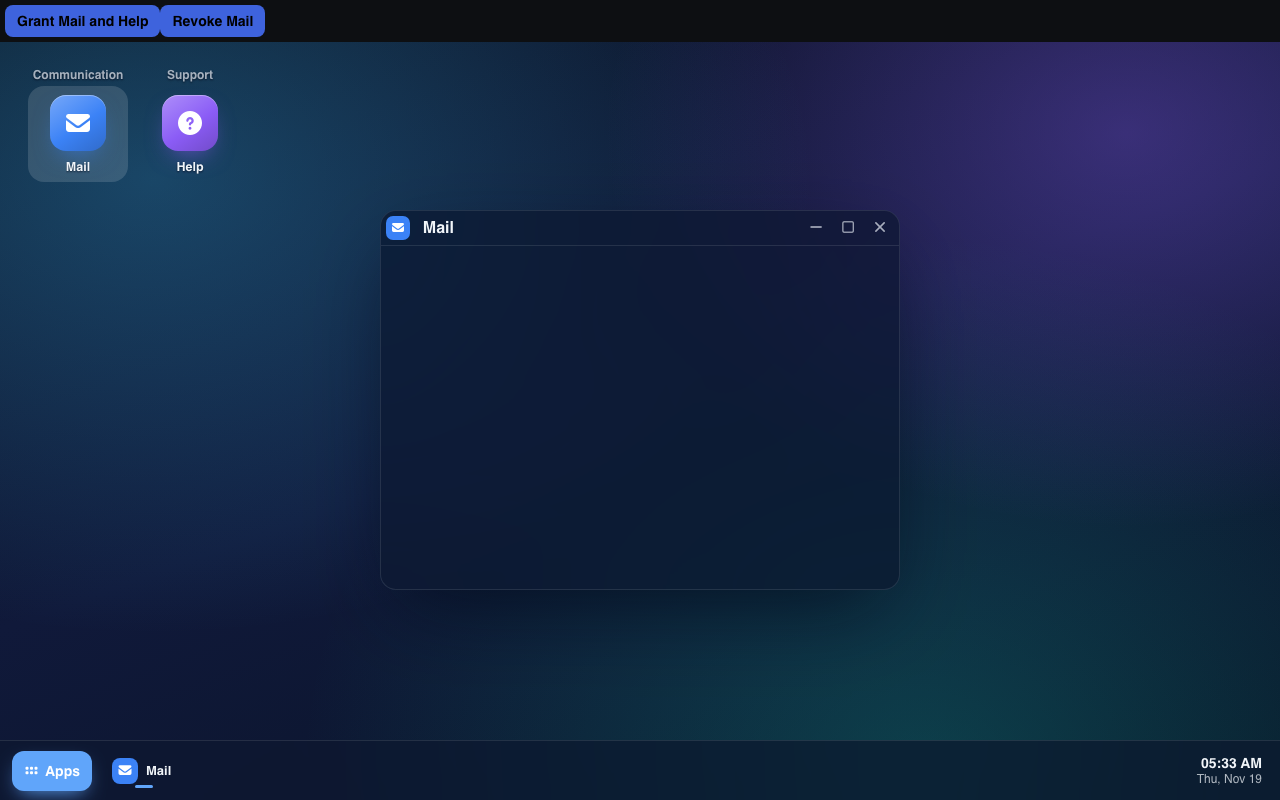 Grant Mail and Help
Revoke Mail
Communication
Support
Mail
Help
Mail
Apps
Mail
05:33 AM
Thu, Nov 19